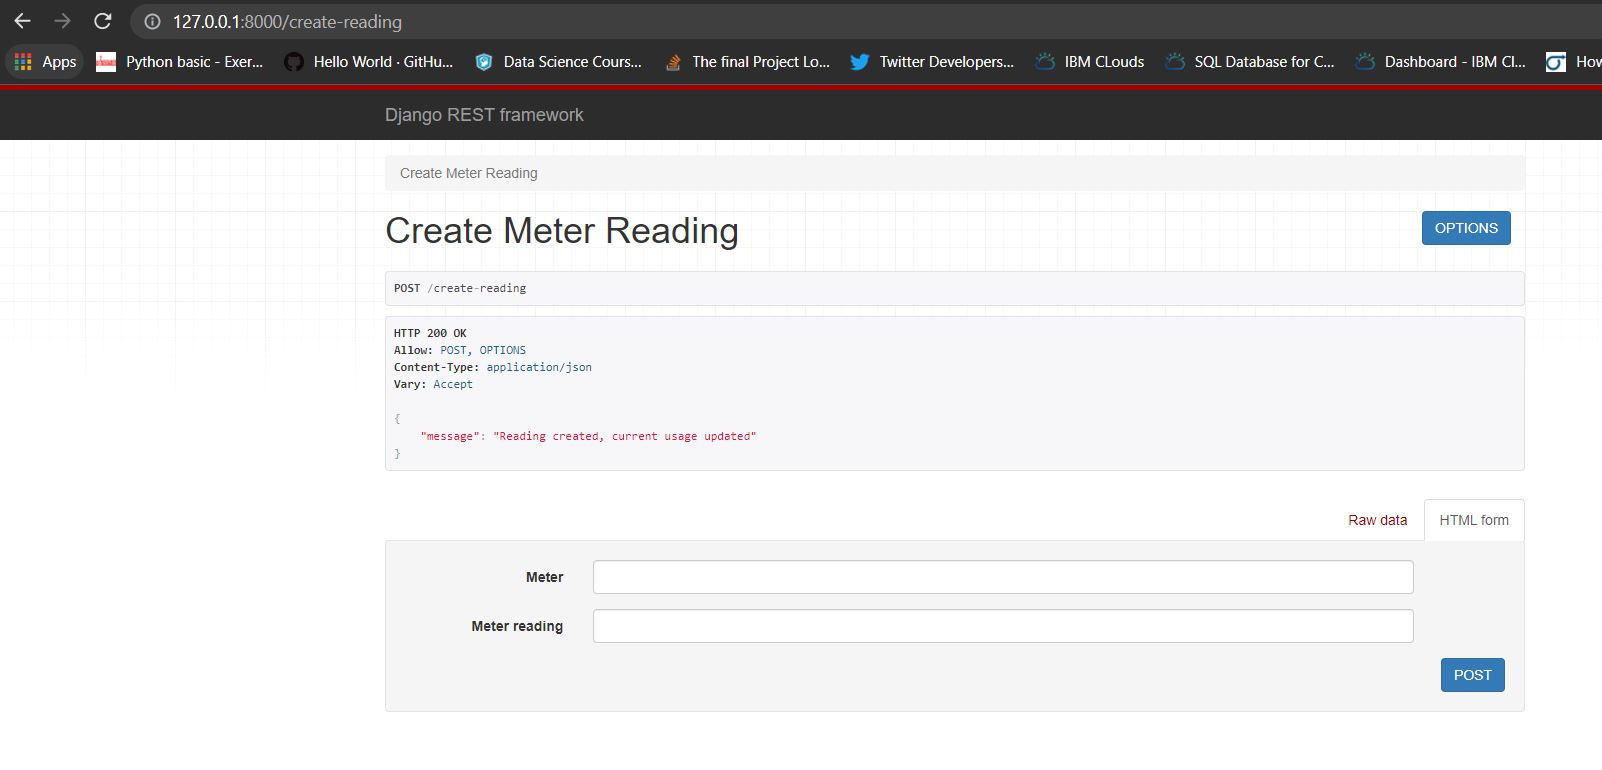 127.0.0.1:8000/create-reading
Apps Python basic - Exer... Hello World · GitHu... Data Science Cours... The final Project Lo... Twitter Developers... IBM CLouds SQL Database for C... Dashboard - IBM Cl... How
Django REST framework
Create Meter Reading
Create Meter Reading OPTIONS
POST /create-reading
HTTP 200 OK
Allow: POST, OPTIONS
Content-Type: application/json
Vary: Accept
{
"message": "Reading created, current usage updated"
}
Raw data HTML form
Meter
Meter reading
POST